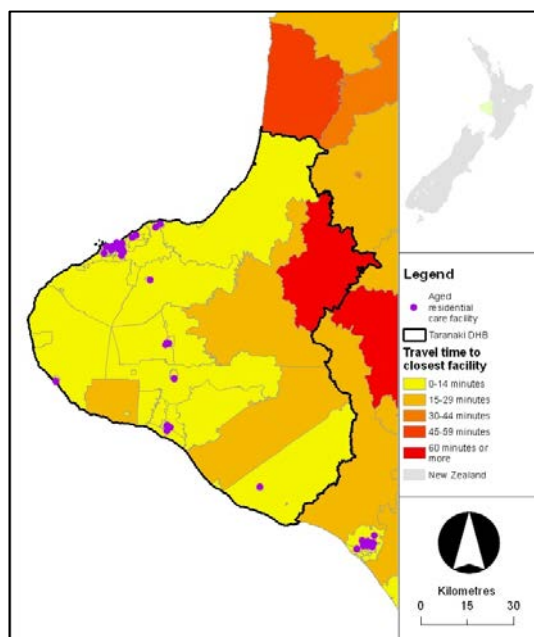 Legend
Aged
residential
care facility
Taranaki DHB
Travel time to
closest facility
0-14 minutes
15-29 minutes
30-44 minutes
45-59 minutes
60 minutes or
more
New Zealand
Kilometres
0 15 30